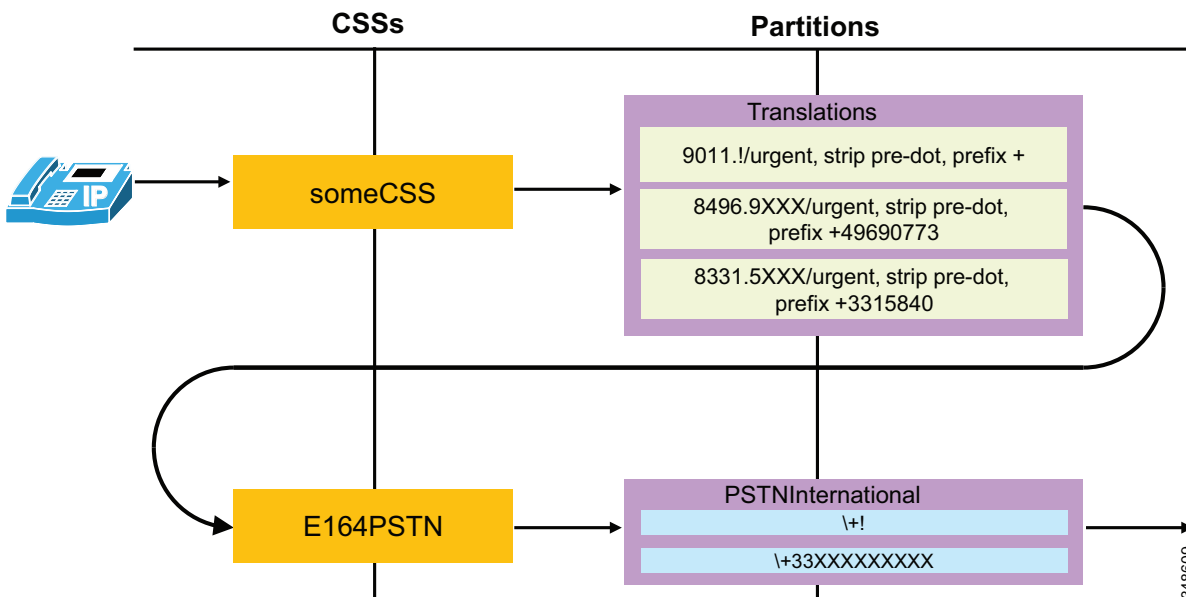 CSSs
Partitions
Translations
9011.!/urgent, strip pre-dot, prefix +
IP
someCSS
8496.9XXX/urgent, strip pre-dot,
prefix +49690773
8331.5XXX/urgent, strip pre-dot,
prefix +3315840
PSTNInternational
E164PSTN
\+!
\+33XXXXXXXXX